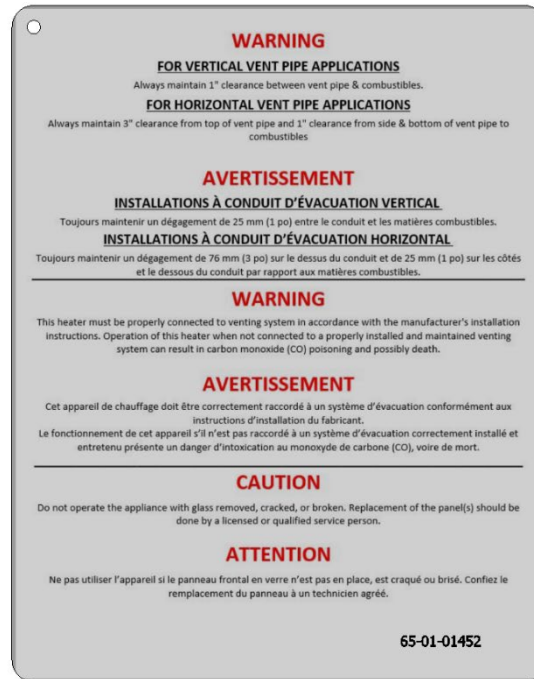 WARNING
FOR VERTICAL VENT PIPE APPLICATIONS
Always maintain 1" clearance between vent pipe & combustibles.
FOR HORIZONTAL VENT PIPE APPLICATIONS
Always maintain 3" clearance from top of vent pipe and 1" clearance from side & bottom of vent pipe to
combustibles
AVERTISSEMENT
INSTALLATIONS À CONDUIT D'ÉVACUATION VERTICAL
Toujours maintenir un dégagement de 25 mm (1 po) entre le conduit et les matières combustibles.
INSTALLATIONS À CONDUIT D'ÉVACUATION HORIZONTAL
Toujours maintenir un dégagement de 76 mm (3 po) sur le dessus du conduit et de 25 mm (1 po) sur les côtés
et le dessous du conduit par rapport aux matières combustibles.
WARNING
This heater must be properly connected to venting system in accordance with the manufacturer's installation
instructions. Operation of this heater when not connected to a properly installed and maintained venting
system can result in carbon monoxide (CO) poisoning and possibly death.
AVERTISSEMENT
Cet appareil de chauffage doit être correctement raccordé à un système d'évacuation conformément aux
instructions d'installation du fabricant.
Le fonctionnement de cet appareil s'il n'est pas raccordé à un système d'évacuation correctement installé et
entretenu présente un danger d'intoxication au monoxyde de carbone (CO), voire de mort.
CAUTION
Do not operate the appliance with glass removed, cracked, or broken. Replacement of the panel(s) should be
done by a licensed or qualified service person.
ATTENTION
Ne pas utiliser l'appareil si le panneau frontal en verre n'est pas en place, est craqué ou brisé. Confiez le
remplacement du panneau à un technicien agréé.
65-01-01452